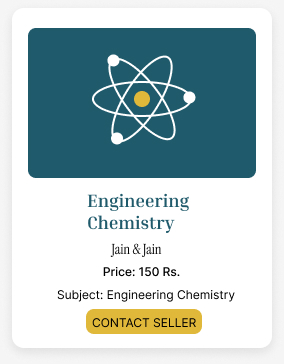 Engineering
Chemistry
Jain & Jain
Price: 150 Rs.
Subject: Engineering Chemistry
CONTACT SELLER